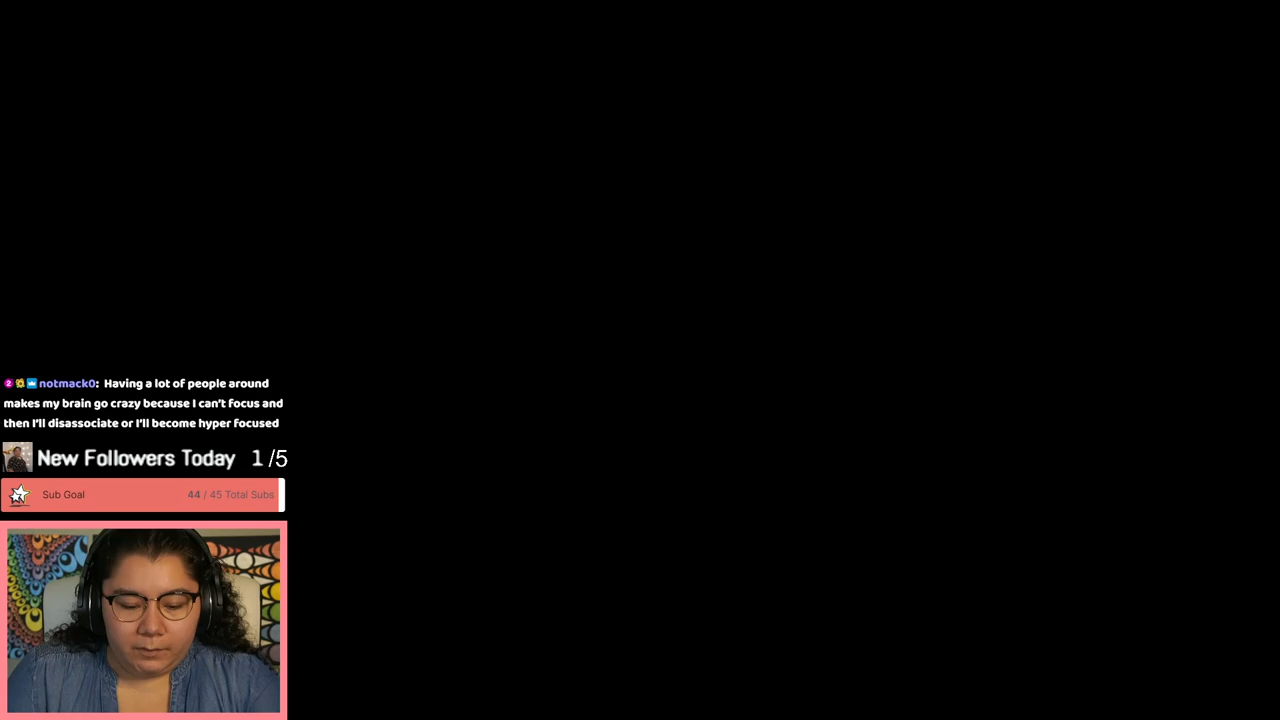 notmack0: Having a lot of people around
makes my brain go crazy because I can't focus and
then I'll disassociate or I'll become hyper focused
New Followers Today 1 /5
Sub Goal 44 / 45 Total Subs